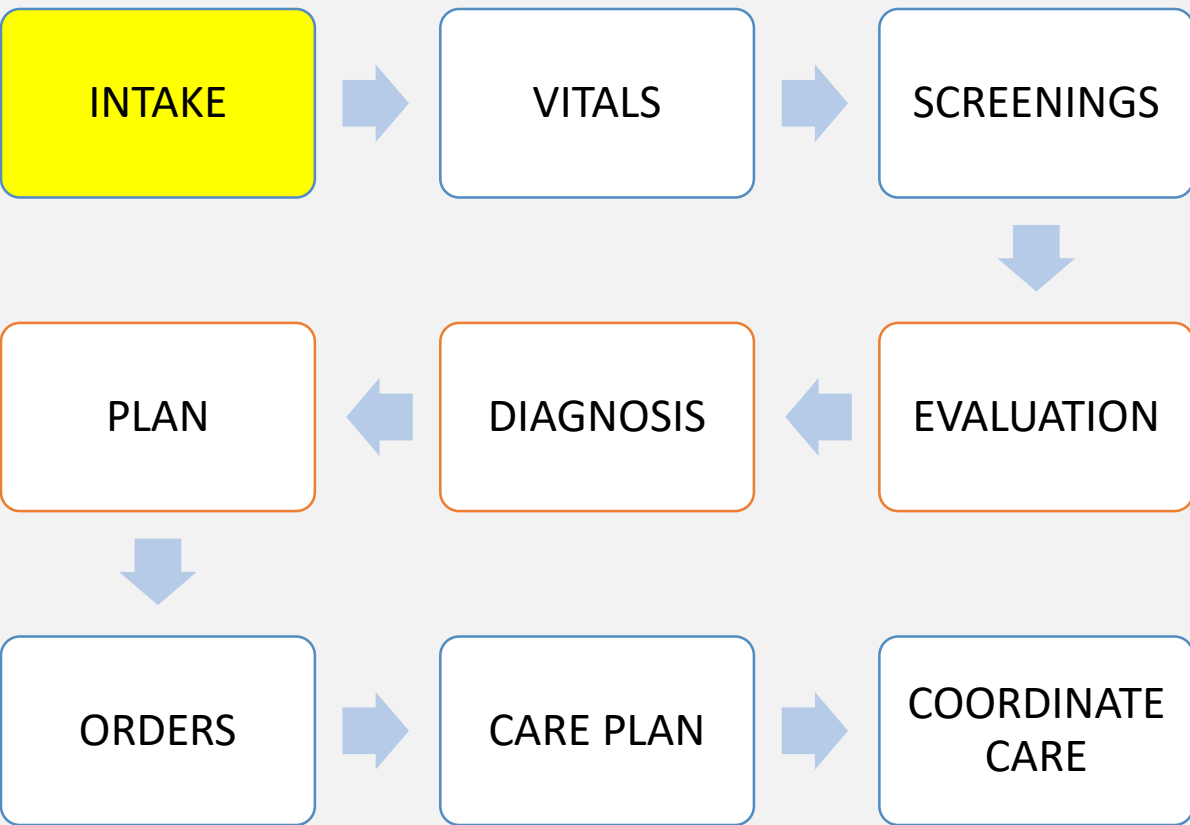 INTAKE
VITALS
SCREENINGS
EVALUATION
DIAGNOSIS
PLAN
ORDERS
CARE PLAN
COORDINATE
CARE